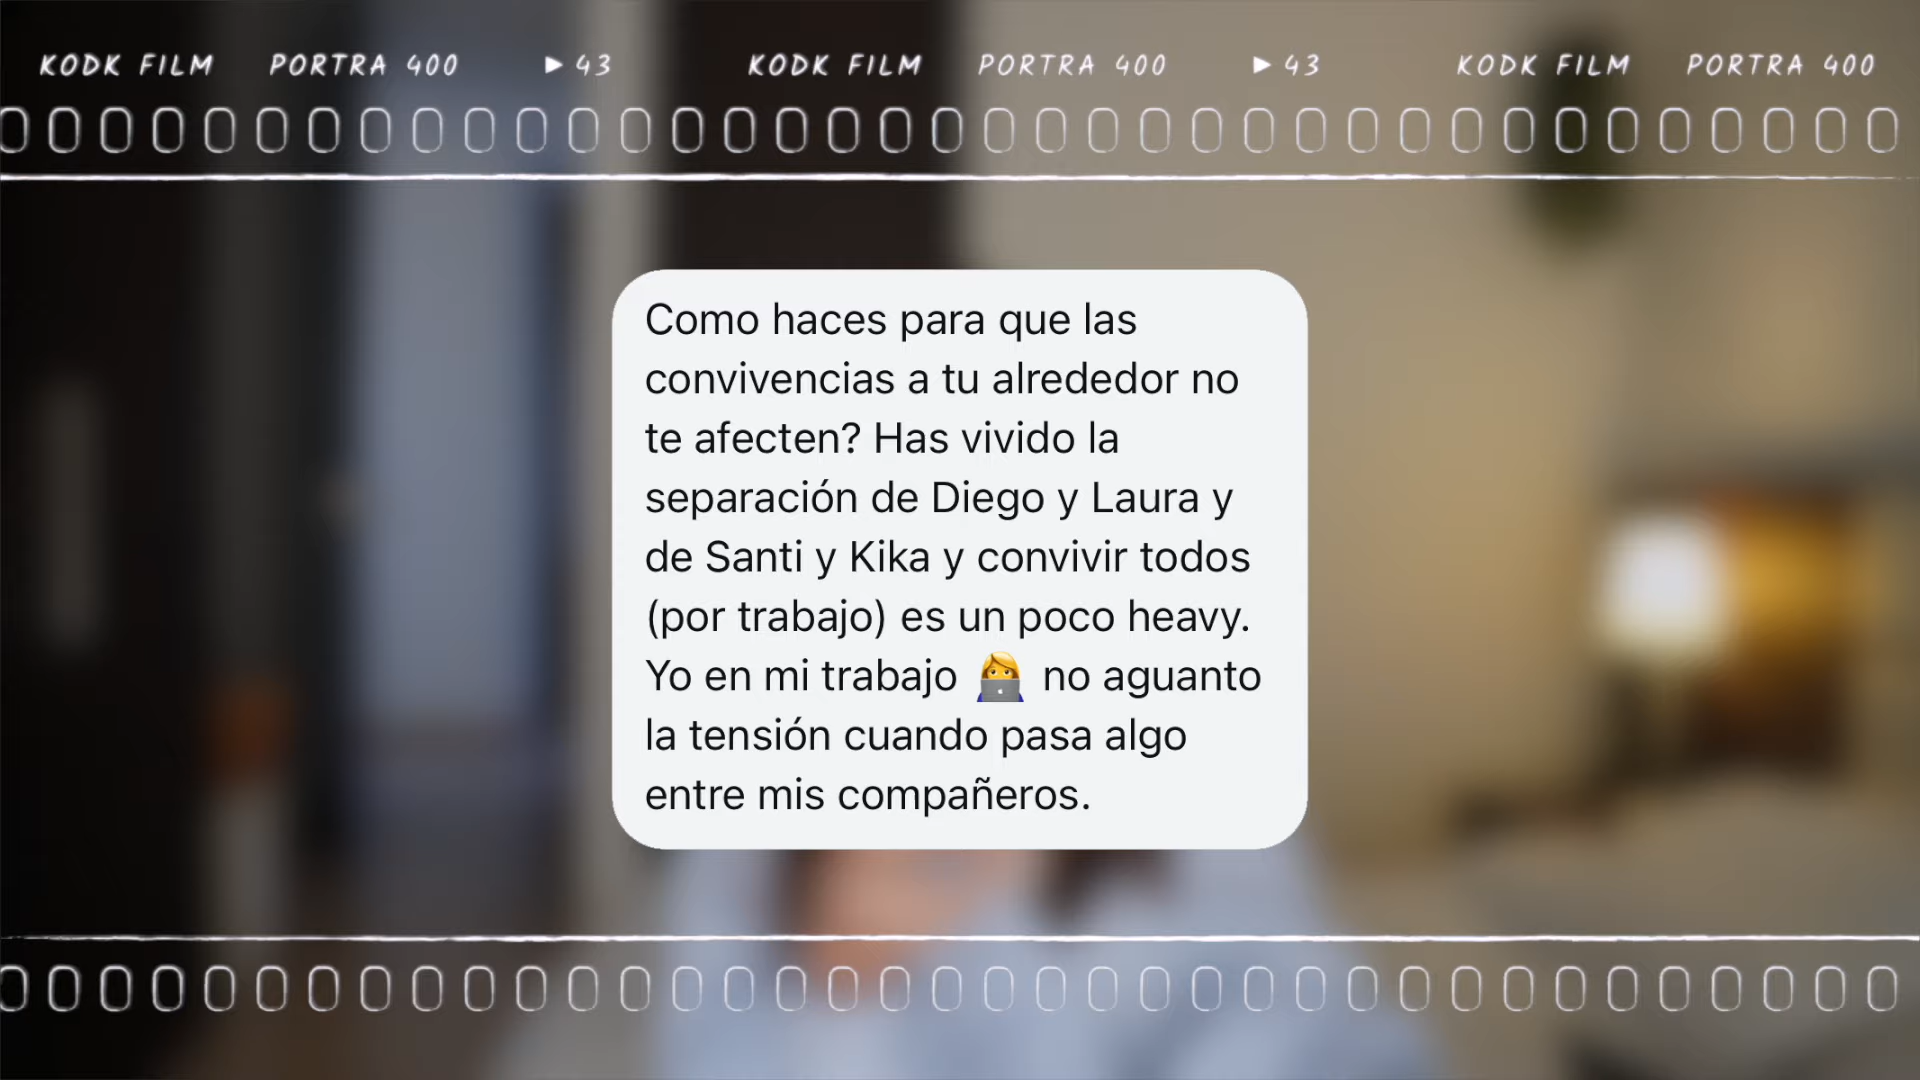 KODK FILM PORTRA 400 ▶ 43 KODK FILM PORTRA 400 ▶ 43 KODK FILM PORTRA 400
Como haces para que las
convivencias a tu alrededor no
te afecten? Has vivido la
separación de Diego y Laura y
de Santi y Kika y convivir todos
(por trabajo) es un poco heavy.
Yo en mi trabajo 👩‍💻 no aguanto
la tensión cuando pasa algo
entre mis compañeros.